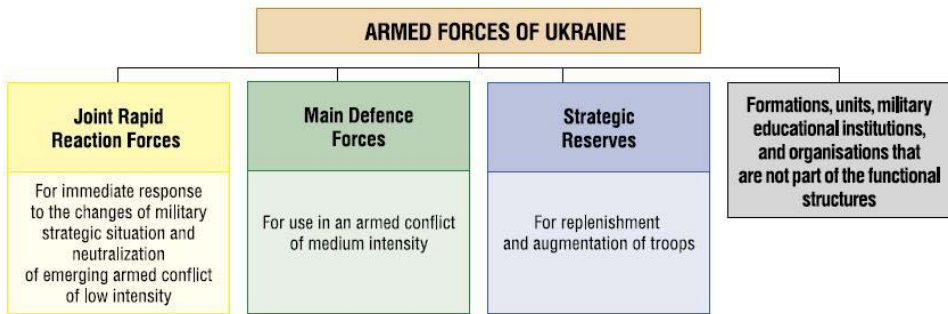 ARMED FORCES OF UKRAINE
Joint Rapid
Reaction Forces
For immediate response
to the changes of military
strategic situation and
neutralization
of emerging armed conflict
of low intensity
Main Defence
Forces
For use in an armed conflict
of medium intensity
Strategic
Reserves
For replenishment
and augmentation of troops
Formations, units, military
educational institutions,
and organisations that
are not part of the functional
structures